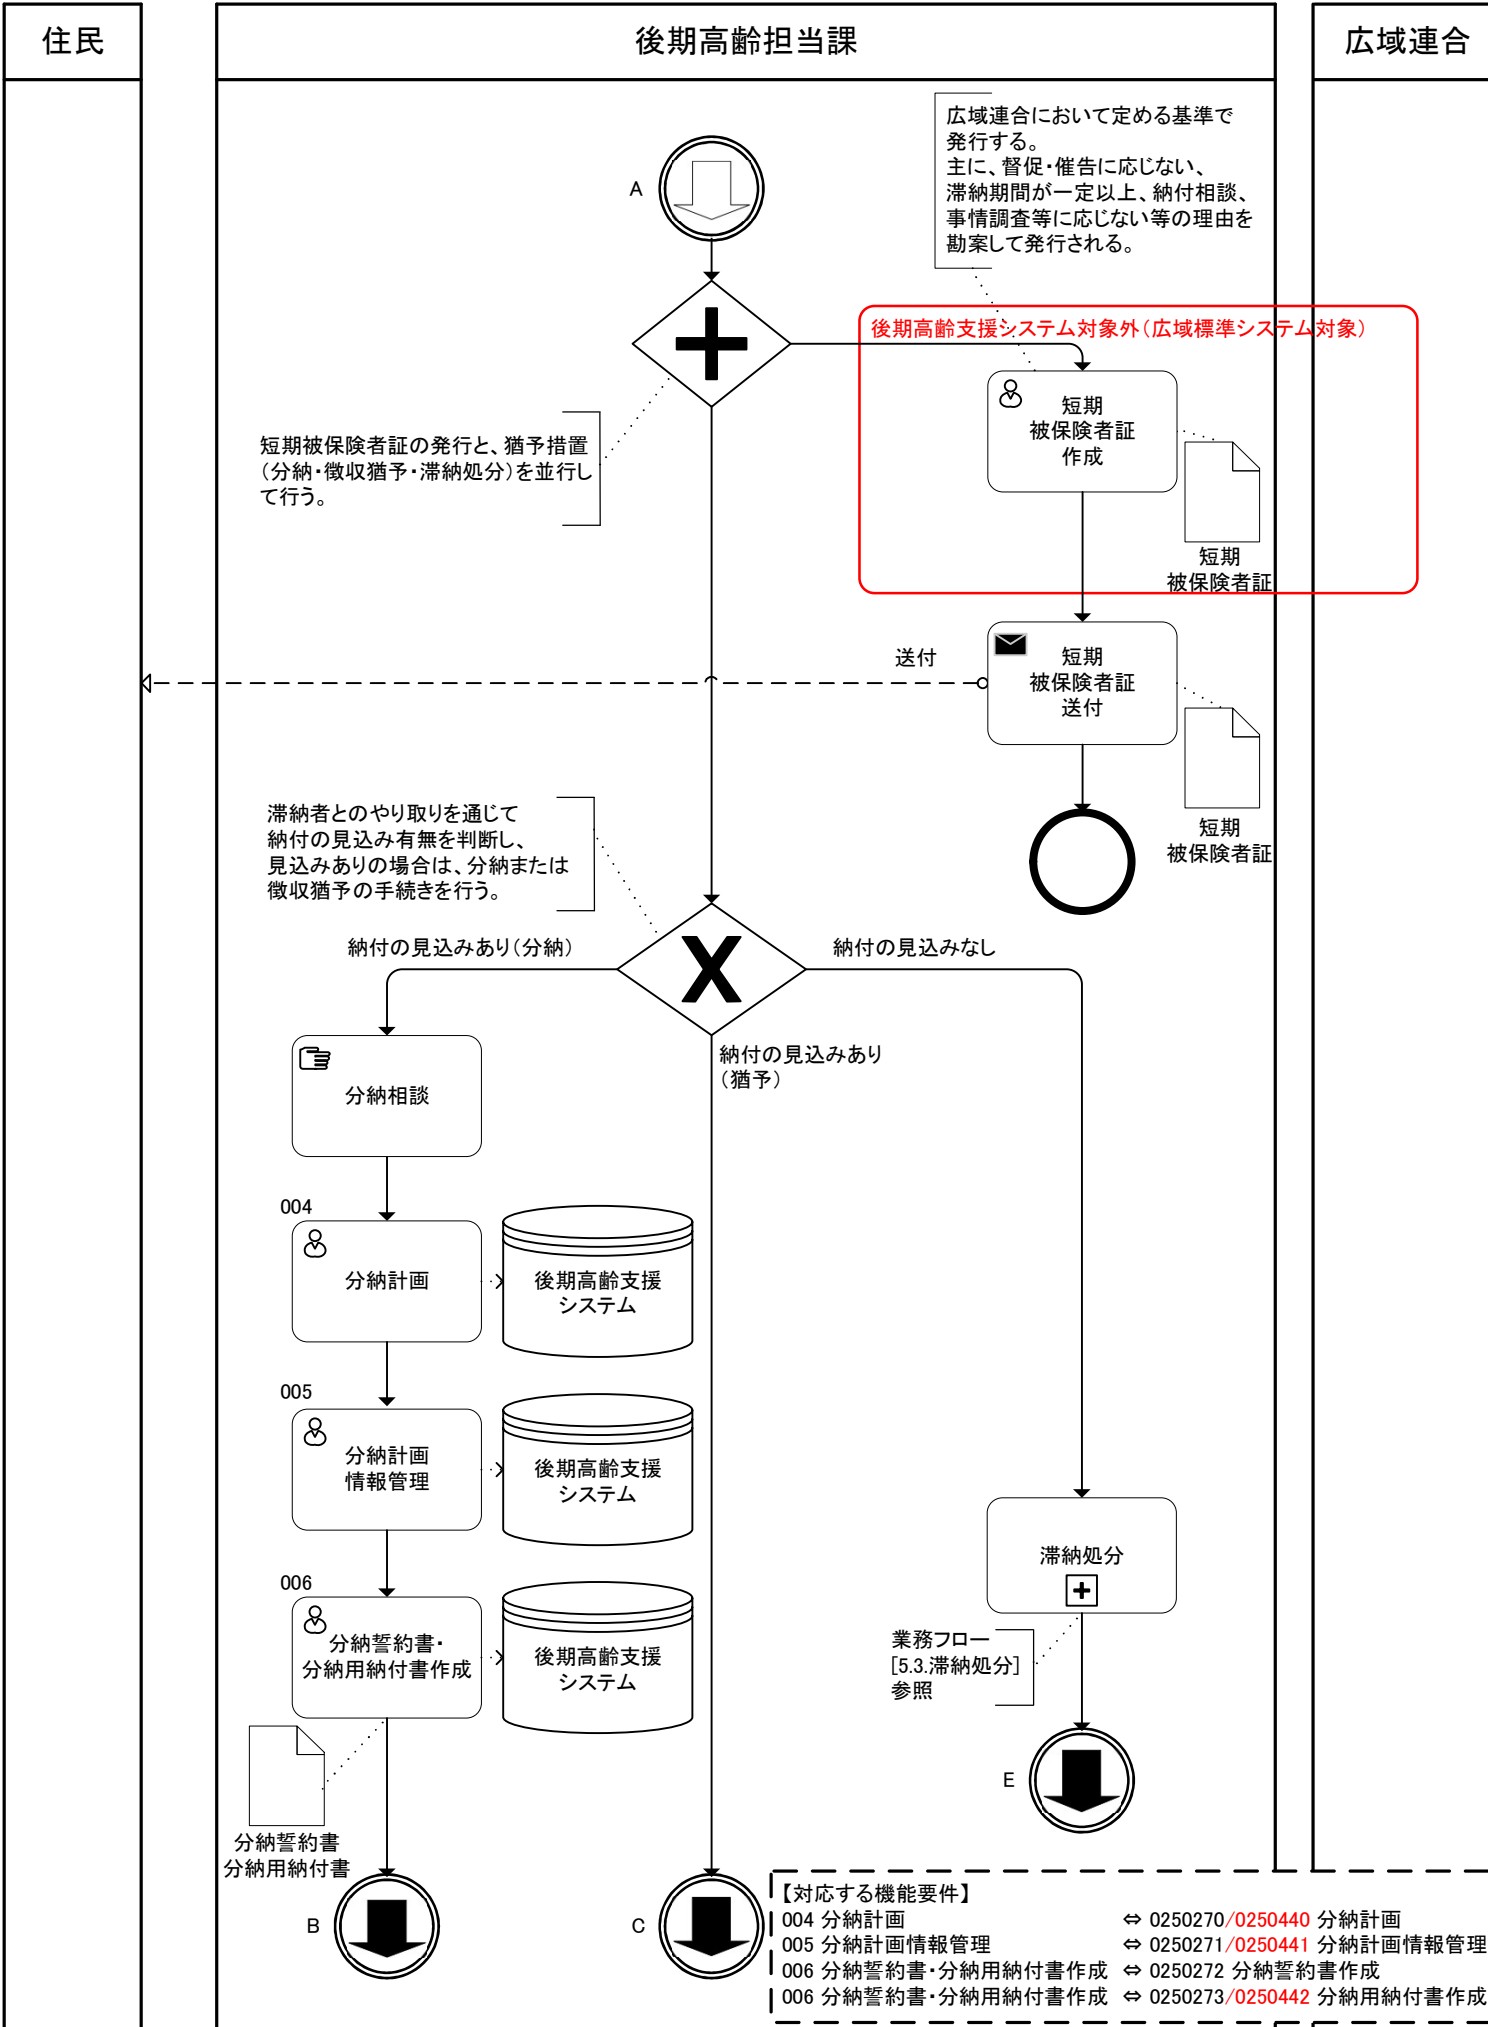 住民
後期高齢担当課
広域連合
広域連合において定める基準で
発行する。
主に、督促・催告に応じない、
滞納期間が一定以上、納付相談、
事情調査等に応じない等の理由を
勘案して発行される。
A
後期高齢支援システム対象外（広域標準システム対象）
短期
被保険者証
作成
短期被保険者証の発行と、猶予措置
（分納・徴収猶予・滞納処分）を並行し
て行う。
短期
被保険者証
送付
短期
被保険者証
送付
滞納者とのやり取りを通じて
納付の見込み有無を判断し、
見込みありの場合は、分納または
徴収猶予の手続きを行う。
短期
被保険者証
納付の見込みあり（分納）
納付の見込みなし
納付の見込みあり
（猶予）
分納相談
004
分納計画
後期高齢支援
システム
005
分納計画
情報管理
後期高齢支援
システム
滞納処分
006
分納誓約書・
分納用納付書作成
後期高齢支援
システム
業務フロー
[5.3.滞納処分]
参照
E
分納誓約書
分納用納付書
B
C
【対応する機能要件】
004 分納計画 ⇔ 0250270/0250440 分納計画
005 分納計画情報管理 ⇔ 0250271/0250441 分納計画情報管理
006 分納誓約書・分納用納付書作成 ⇔ 0250272 分納誓約書作成
006 分納誓約書・分納用納付書作成 ⇔ 0250273/0250442 分納用納付書作成